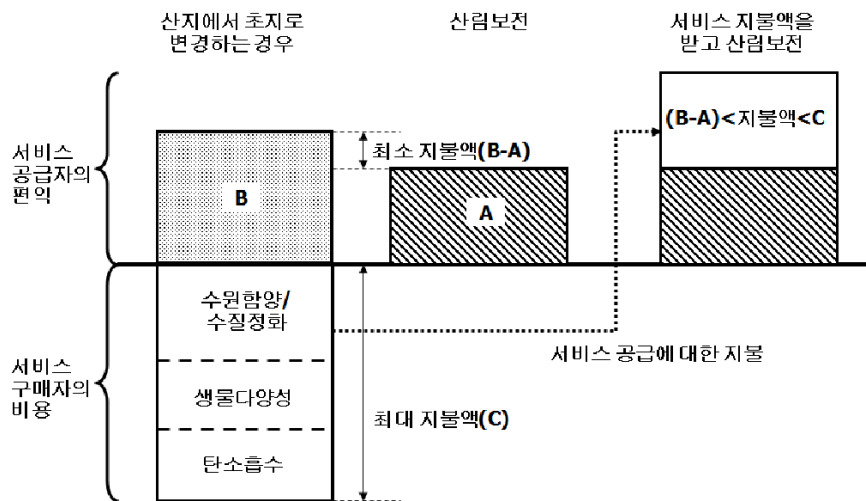 산지에서 초지로
변경하는 경우
산림보전
서비스 지불액을
받고 산림보전
(B-A)<지불액<C
서비스
공급자의
편익
최소 지불액(B-A)
B
A
수원함양/
수질정화
서비스 공급에 대한 지불
서비스
구매자의
비용
생물다양성
최대 지불액(C)
탄소흡수